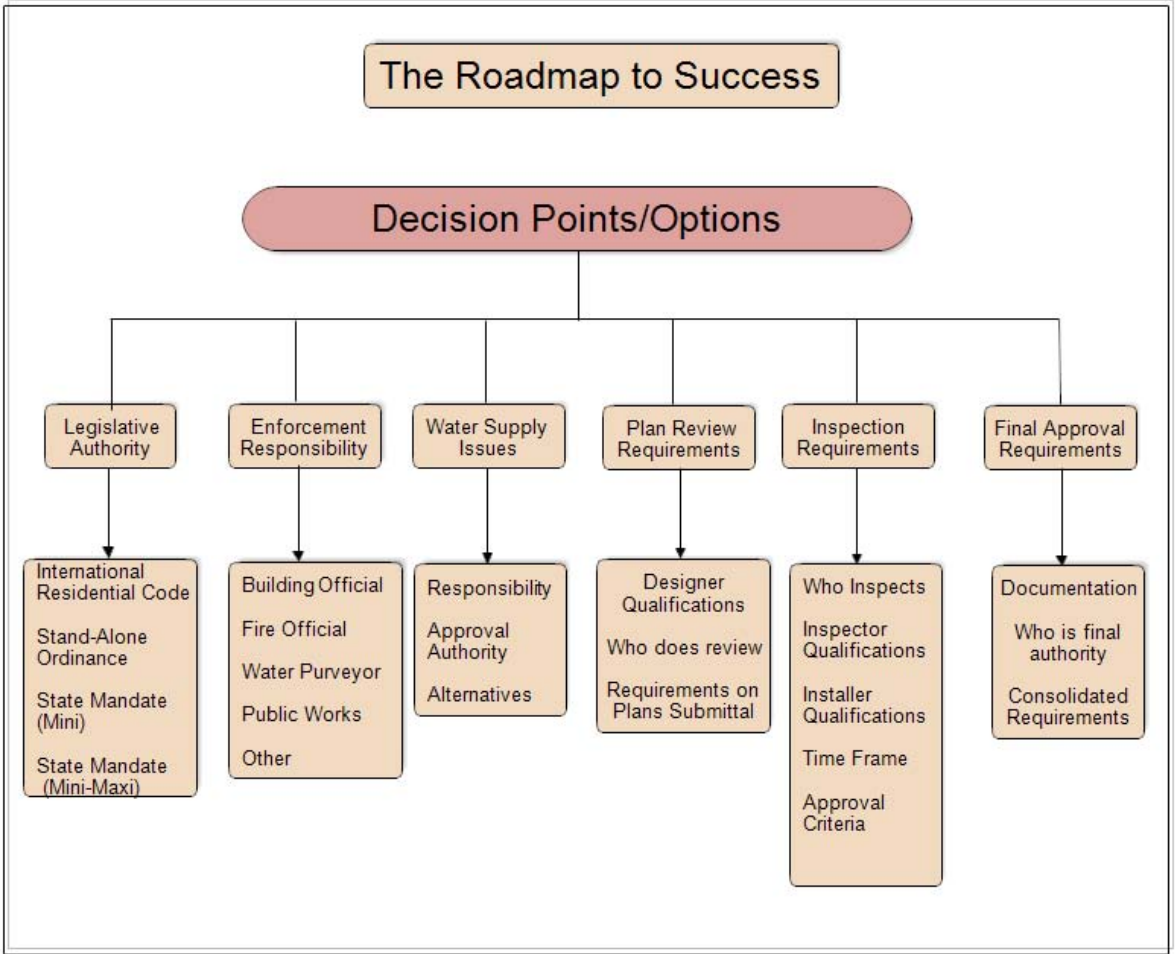 The Roadmap to Success
Decision Points/Options
Legislative
Authority
Enforcement
Responsibility
Water Supply
Issues
Plan Review
Requirements
Inspection
Requirements
Final Approval
Requirements
International
Residential Code
Stand-Alone
Ordinance
State Mandate
(Mini)
State Mandate
(Mini-Maxi)
Building Official
Fire Official
Water Purveyor
Public Works
Other
Responsibility
Approval
Authority
Alternatives
Designer
Qualifications
Who does review
Requirements on
Plans Submittal
Who Inspects
Inspector
Qualifications
Installer
Qualifications
Time Frame
Approval
Criteria
Documentation
Who is final
authority
Consolidated
Requirements